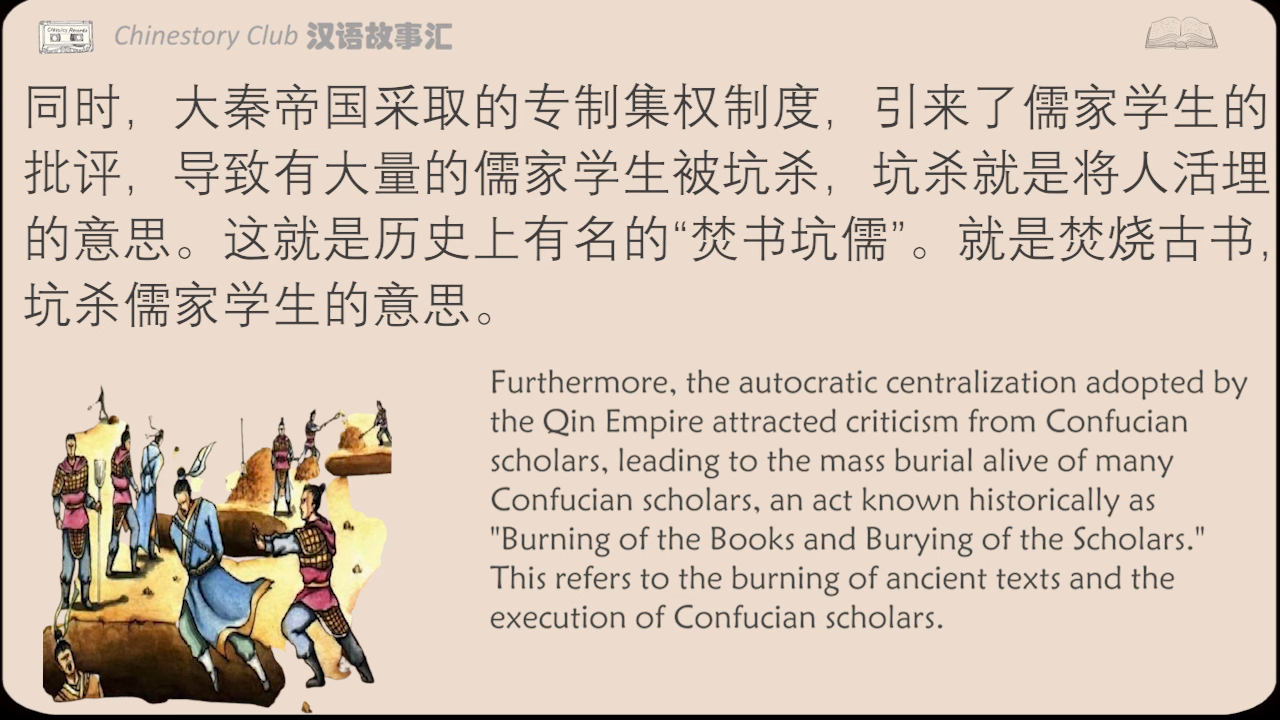 Chinestory Club 汉语故事汇
同时，大秦帝国采取的专制集权制度，引来了儒家学生的
批评，导致有大量的儒家学生被坑杀，坑杀就是将人活埋
的意思。这就是历史上有名的“焚书坑儒”。就是焚烧古书，
坑杀儒家学生的意思。
Furthermore, the autocratic centralization adopted by
the Qin Empire attracted criticism from Confucian
scholars, leading to the mass burial alive of many
Confucian scholars, an act known historically as
"Burning of the Books and Burying of the Scholars."
This refers to the burning of ancient texts and the
execution of Confucian scholars.